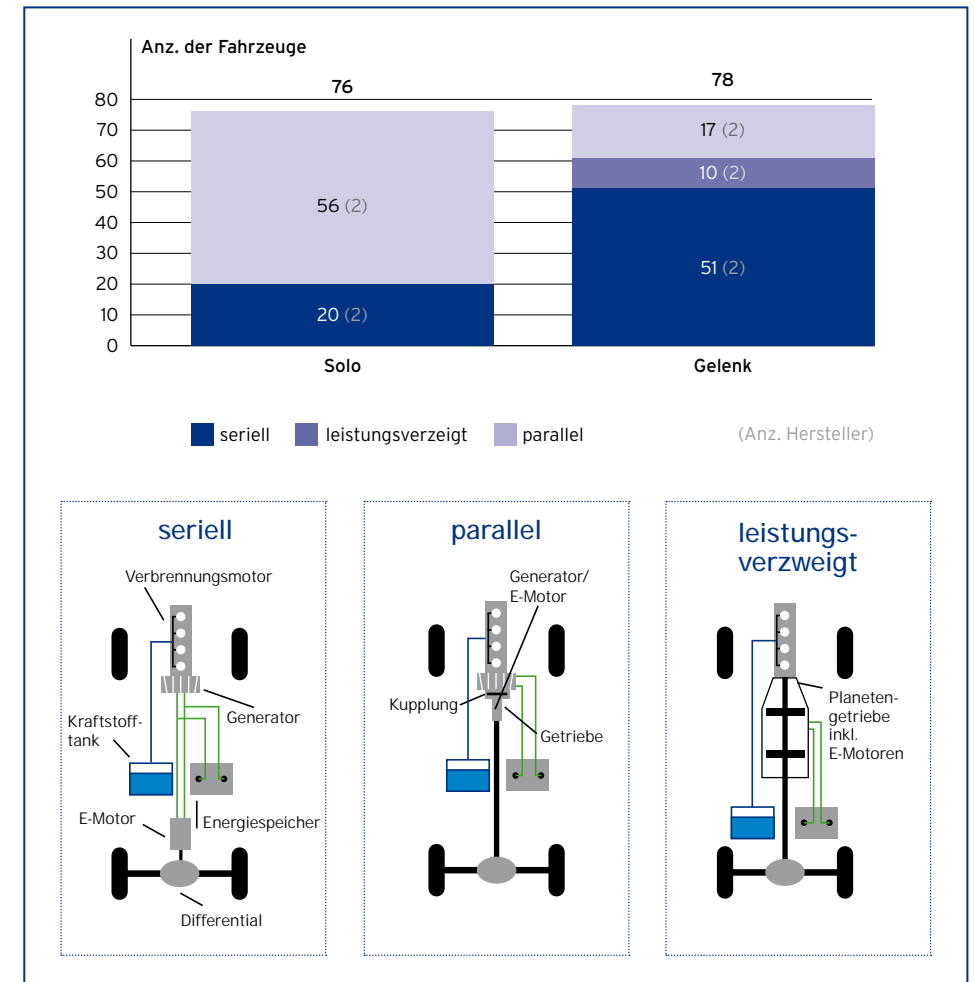 Anz. der Fahrzeuge
76
78
80
70
60
50
40
30
20
10
0
56 (2)
20 (2)
17 (2)
10 (2)
51 (2)
Solo
Gelenk
seriell
leistungsverzeigt
parallel
(Anz. Hersteller)
seriell
Verbrennungsmotor
Generator
Kraftstoff-
tank
E-Motor
Energiespeicher
Differential
parallel
Generator/
E-Motor
Kupplung
Getriebe
leistungs-
verzweigt
Planeten-
getriebe
inkl.
E-Motoren